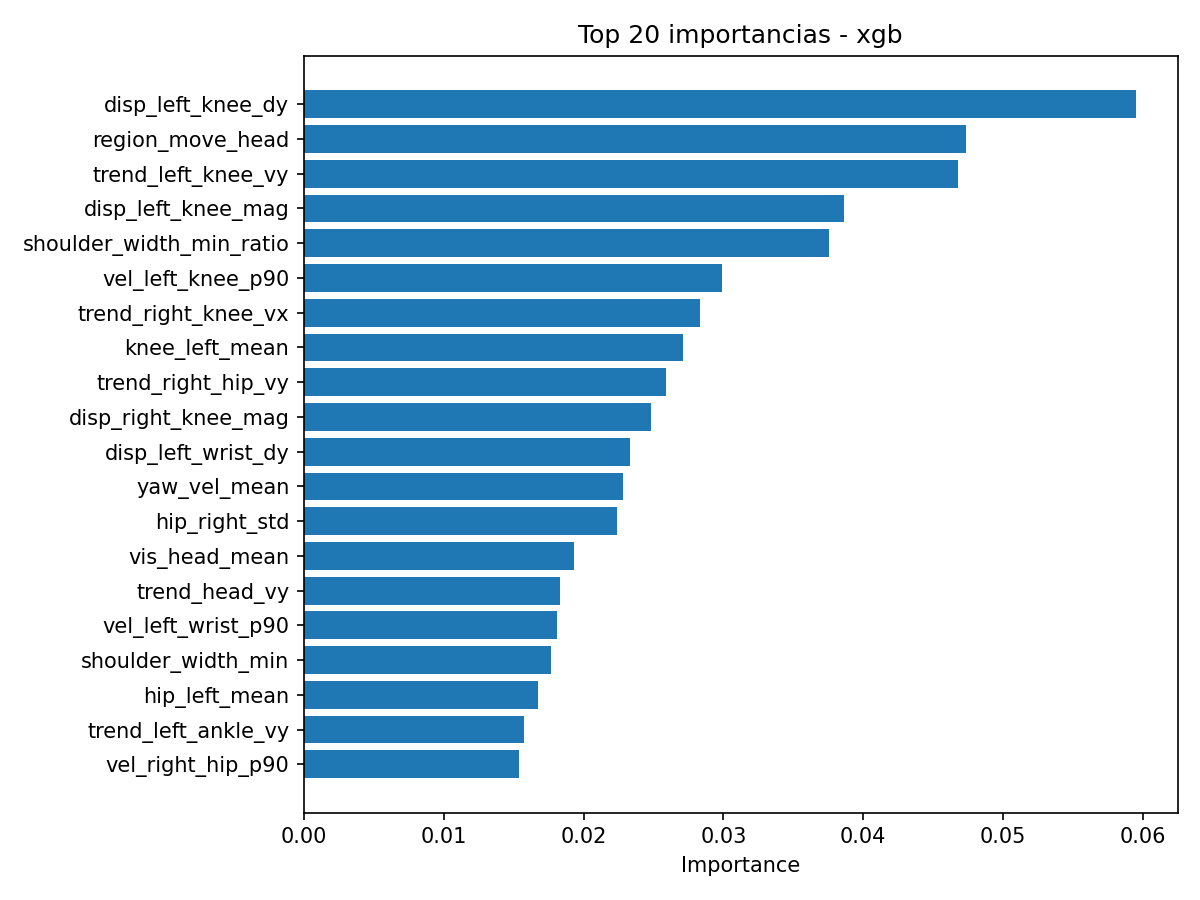 Top 20 importancias - xgb
disp_left_knee_dy
region_move_head
trend_left_knee_vy
disp_left_knee_mag
shoulder_width_min_ratio
vel_left_knee_p90
trend_right_knee_vx
knee_left_mean
trend_right_hip_vy
disp_right_knee_mag
disp_left_wrist_dy
yaw_vel_mean
hip_right_std
vis_head_mean
trend_head_vy
vel_left_wrist_p90
shoulder_width_min
hip_left_mean
trend_left_ankle_vy
vel_right_hip_p90
0.00 0.01 0.02 0.03 0.04 0.05 0.06
Importance